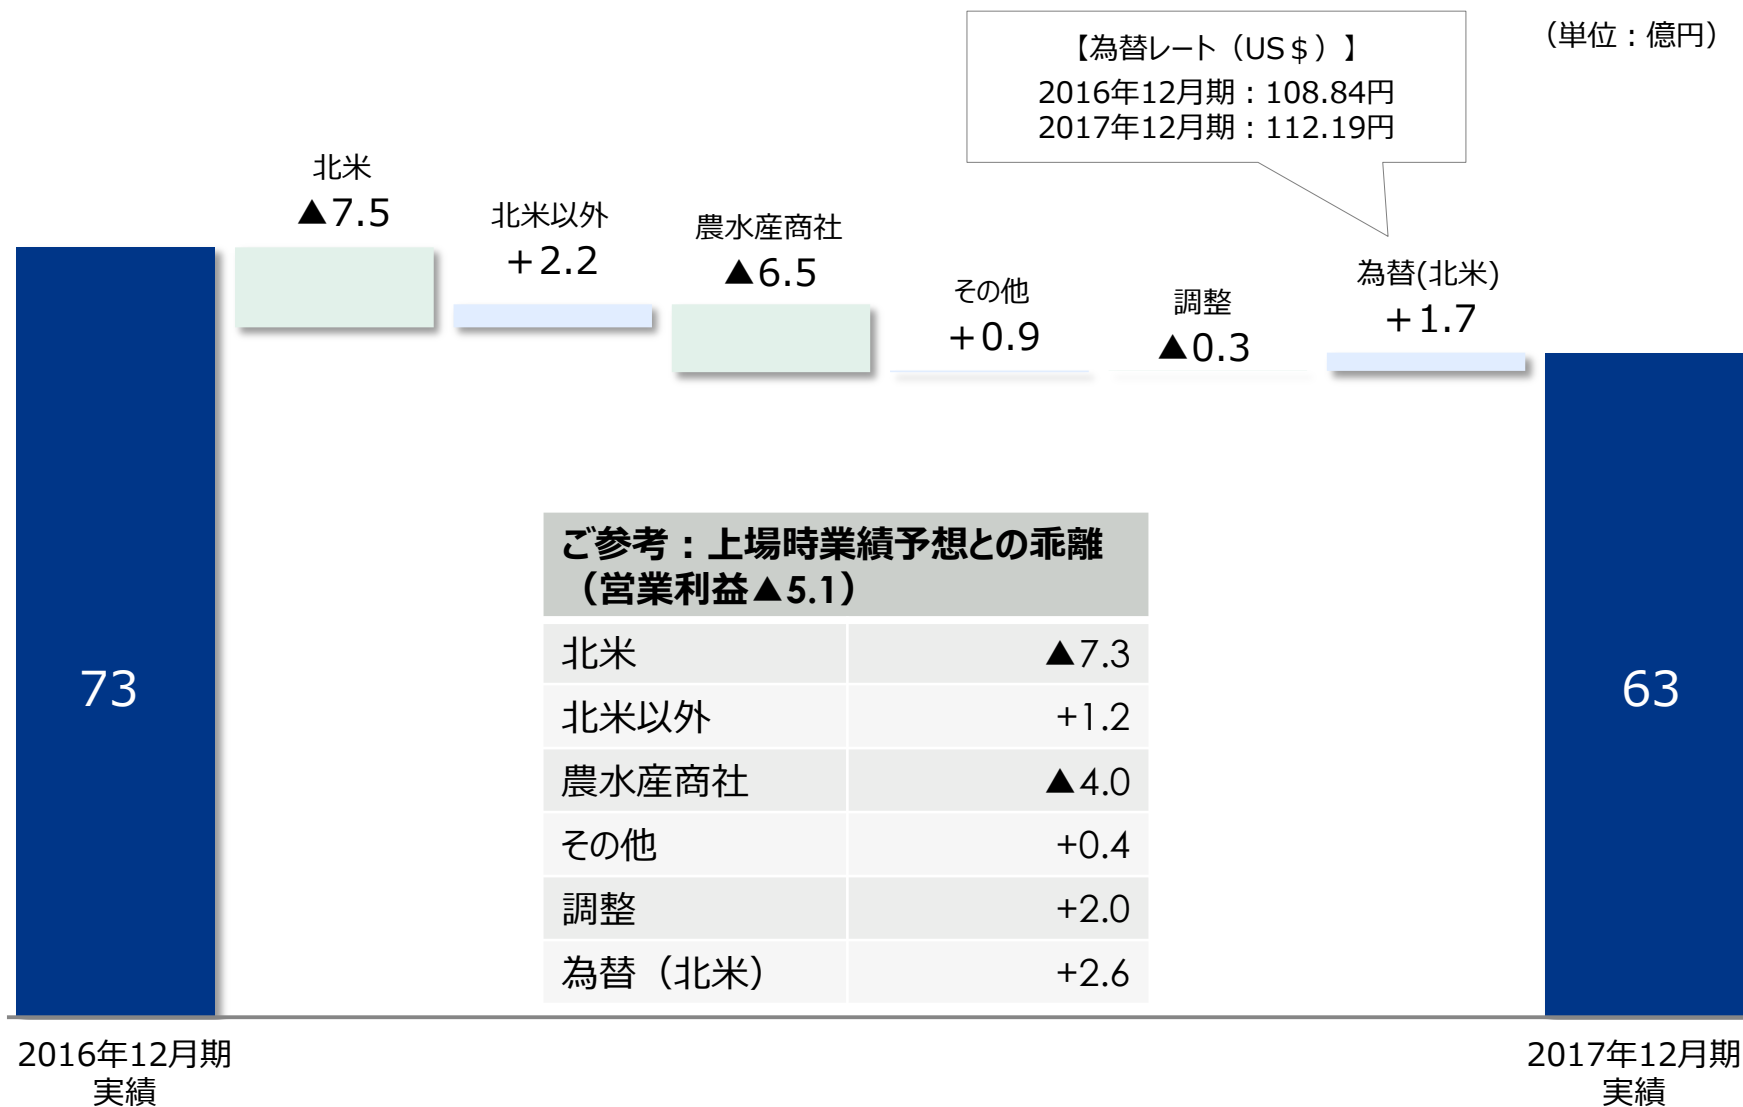 （単位：億円）
【為替レート（US＄）】
2016年12月期：108.84円
2017年12月期：112.19円
北米
▲7.5
北米以外
＋2.2
農水産商社
▲6.5
その他
＋0.9
調整
▲0.3
為替(北米)
＋1.7
73
63
ご参考：上場時業績予想との乖離
（営業利益▲5.1）
北米 ▲7.3
北米以外 +1.2
農水産商社 ▲4.0
その他 +0.4
調整 +2.0
為替（北米） +2.6
2016年12月期
実績
2017年12月期
実績